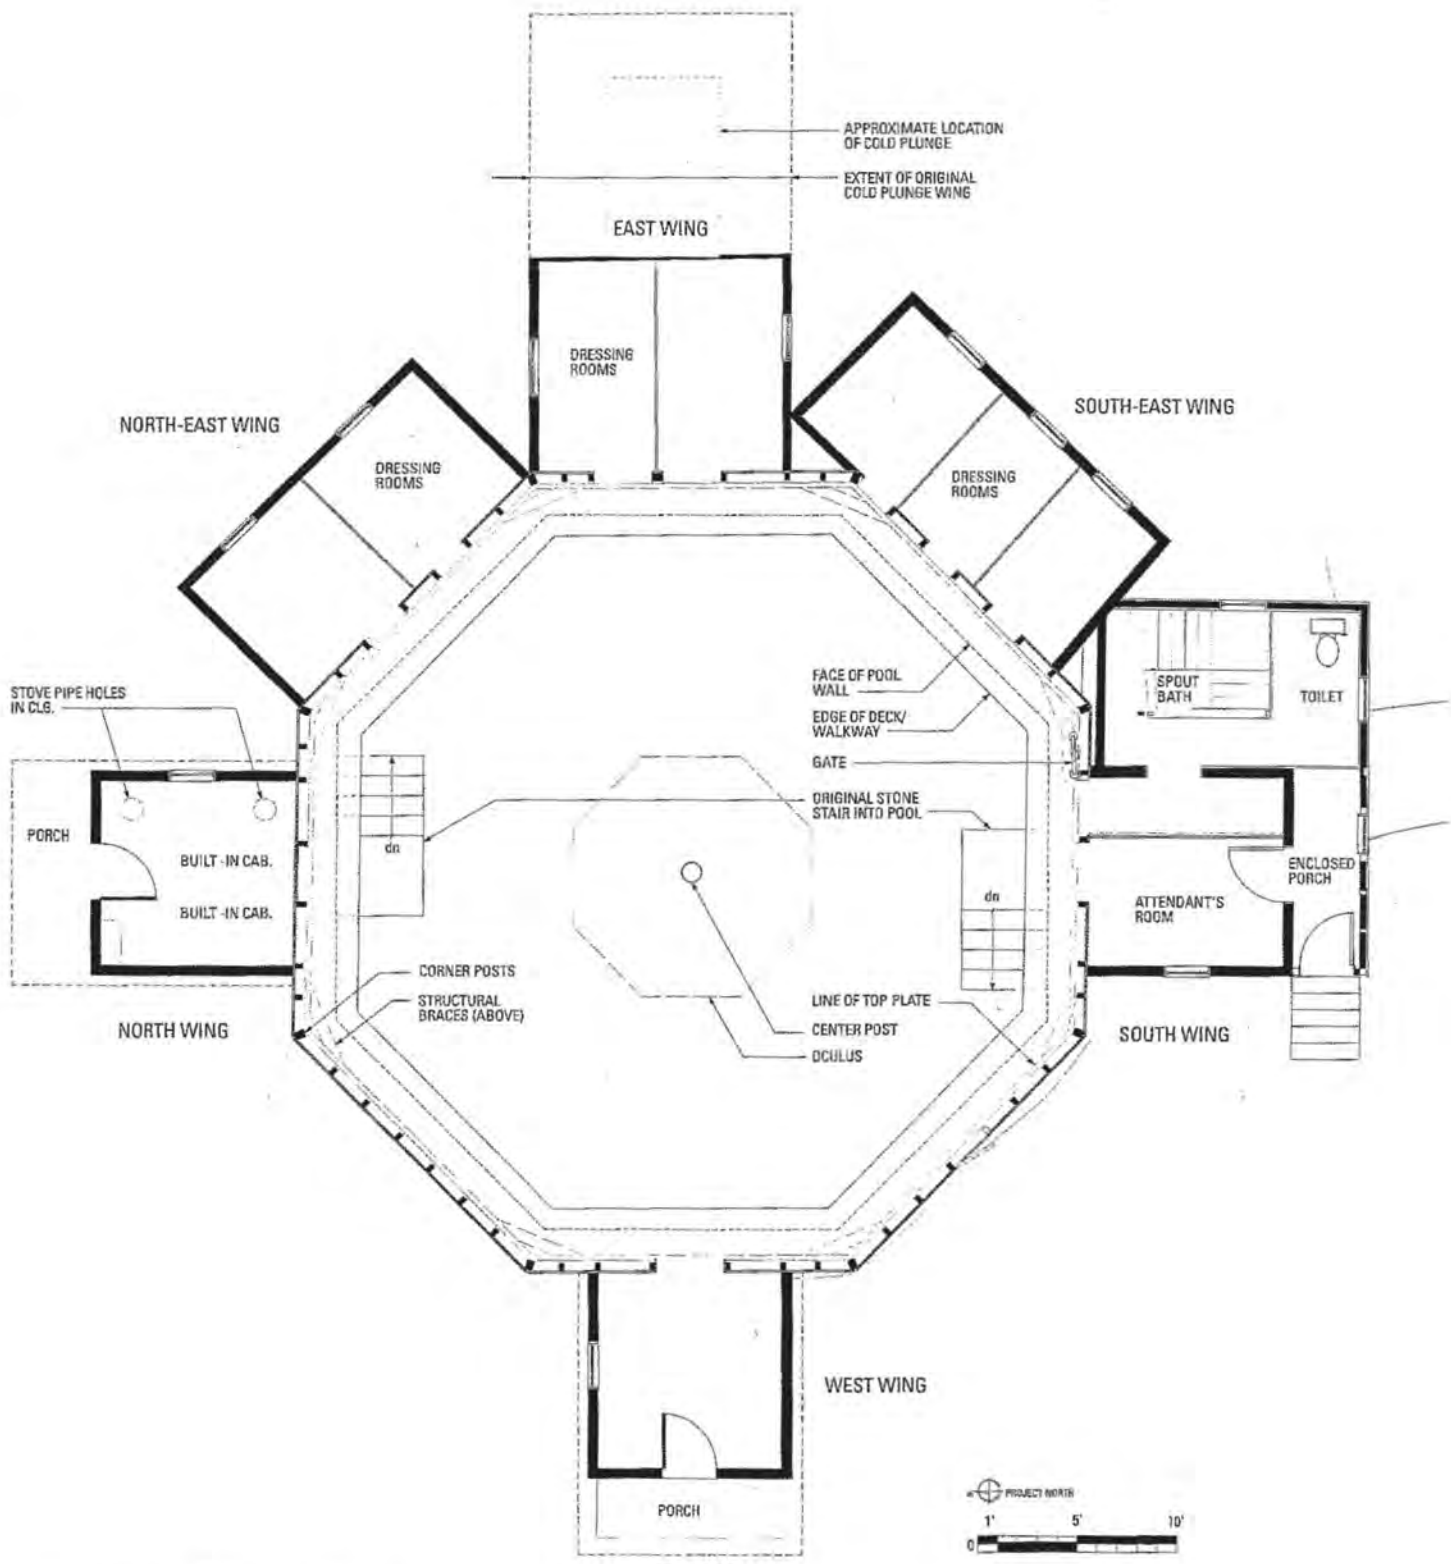 APPROXIMATE LOCATION
OF COLD PLUNGE
EXTENT OF ORIGINAL
COLD PLUNGE WING
EAST WING
DRESSING
ROOMS
NORTH-EAST WING
DRESSING
ROOMS
SOUTH-EAST WING
DRESSING
ROOMS
STOVE PIPE HOLES
IN CLG.
FACE OF POOL
WALL
EDGE OF DECK/
WALKWAY
GATE
SPOUT
BATH
TOILET
ORIGINAL STONE
STAIR INTO POOL
PORCH
BUILT-IN CAB.
BUILT-IN CAB.
dn
dn
ENCLOSED
PORCH
ATTENDANT'S
ROOM
CORNER POSTS
STRUCTURAL
BRACES (ABOVE)
LINE OF TOP PLATE
CENTER POST
OCULUS
NORTH WING
SOUTH WING
WEST WING
PORCH
PROJECT NORTH
1' 5' 10'
0